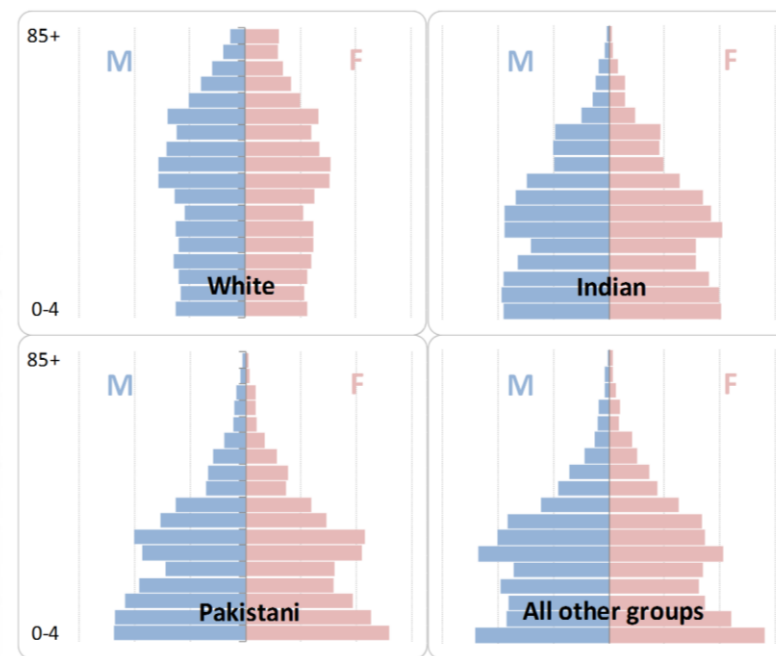 85+
M F
M F
White
Indian
0-4
85+
M F
M F
Pakistani
All other groups
0-4